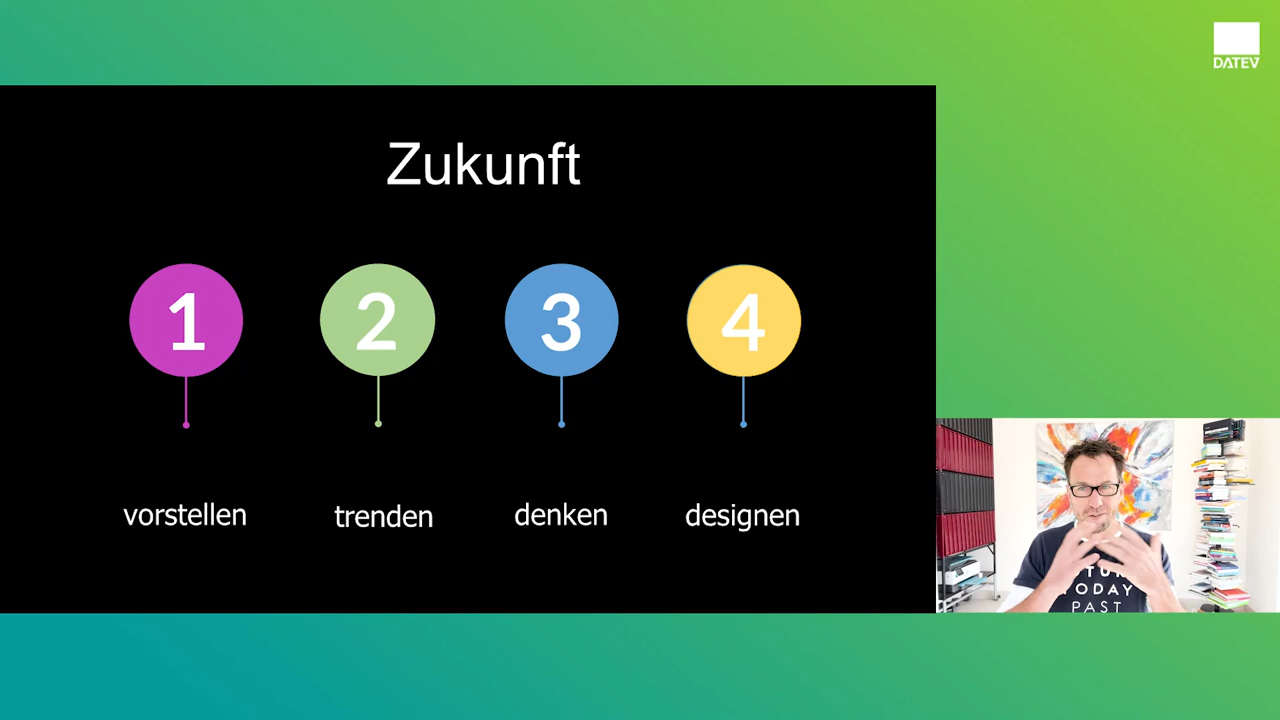 DATEV
Zukunft
1 2 3 4
vorstellen trenden denken designen
TODAY
PAST